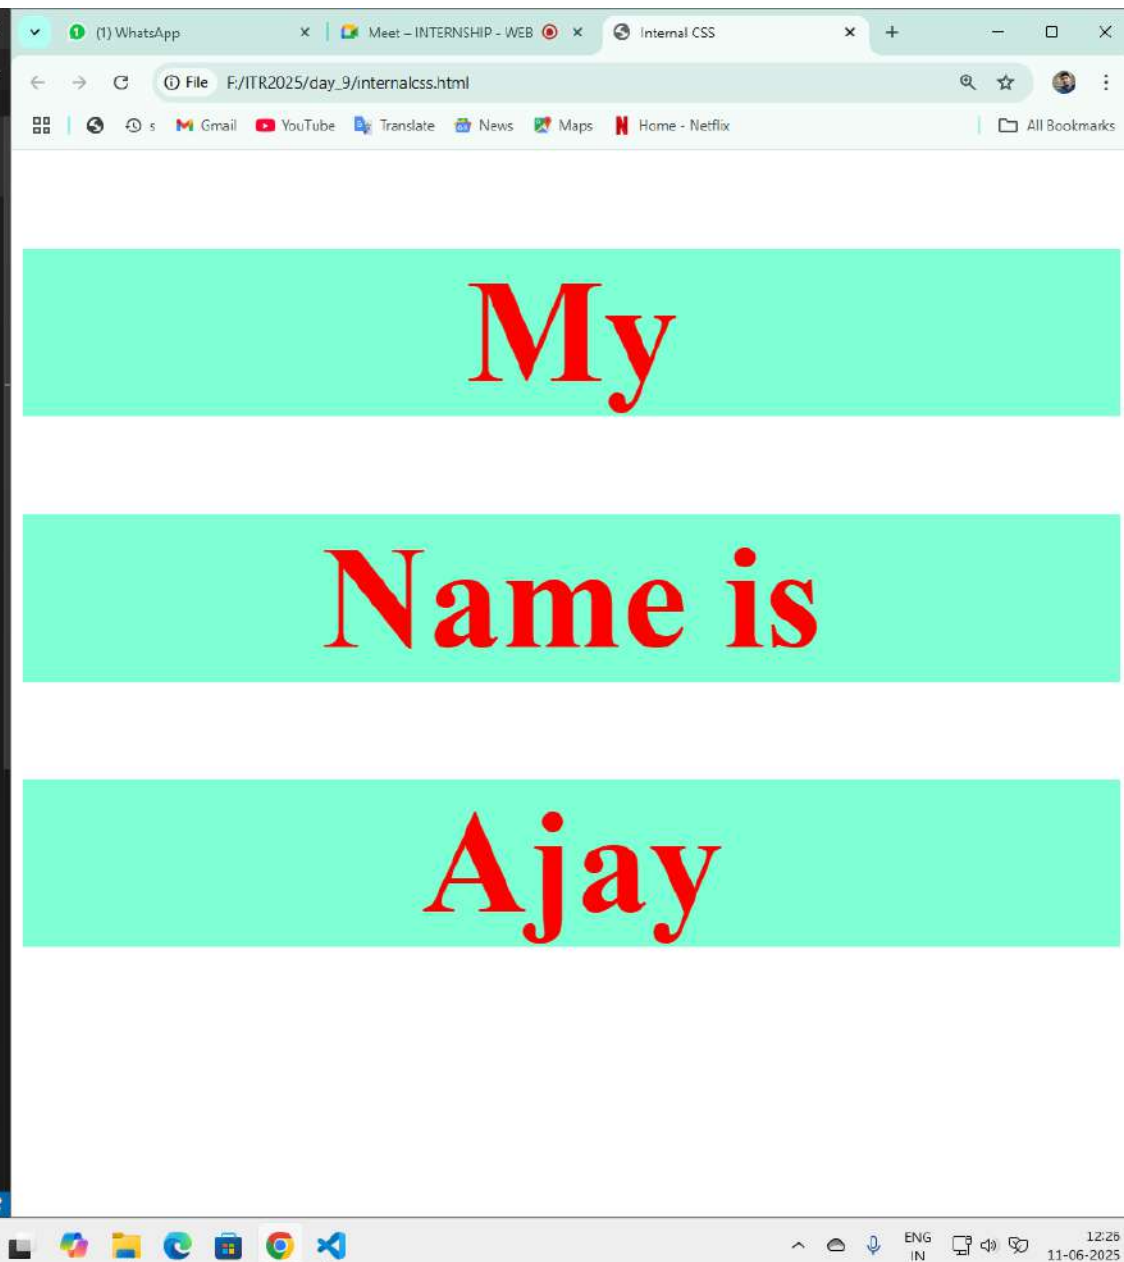 (1) WhatsApp
Meet – INTERNSHIP - WEB
Internal CSS
File F:/ITR2025/day_9/internalcss.html
s Gmail YouTube Translate News Maps Home - Netflix All Bookmarks
My
Name is
Ajay
ENG
IN
12:26
11-06-2025